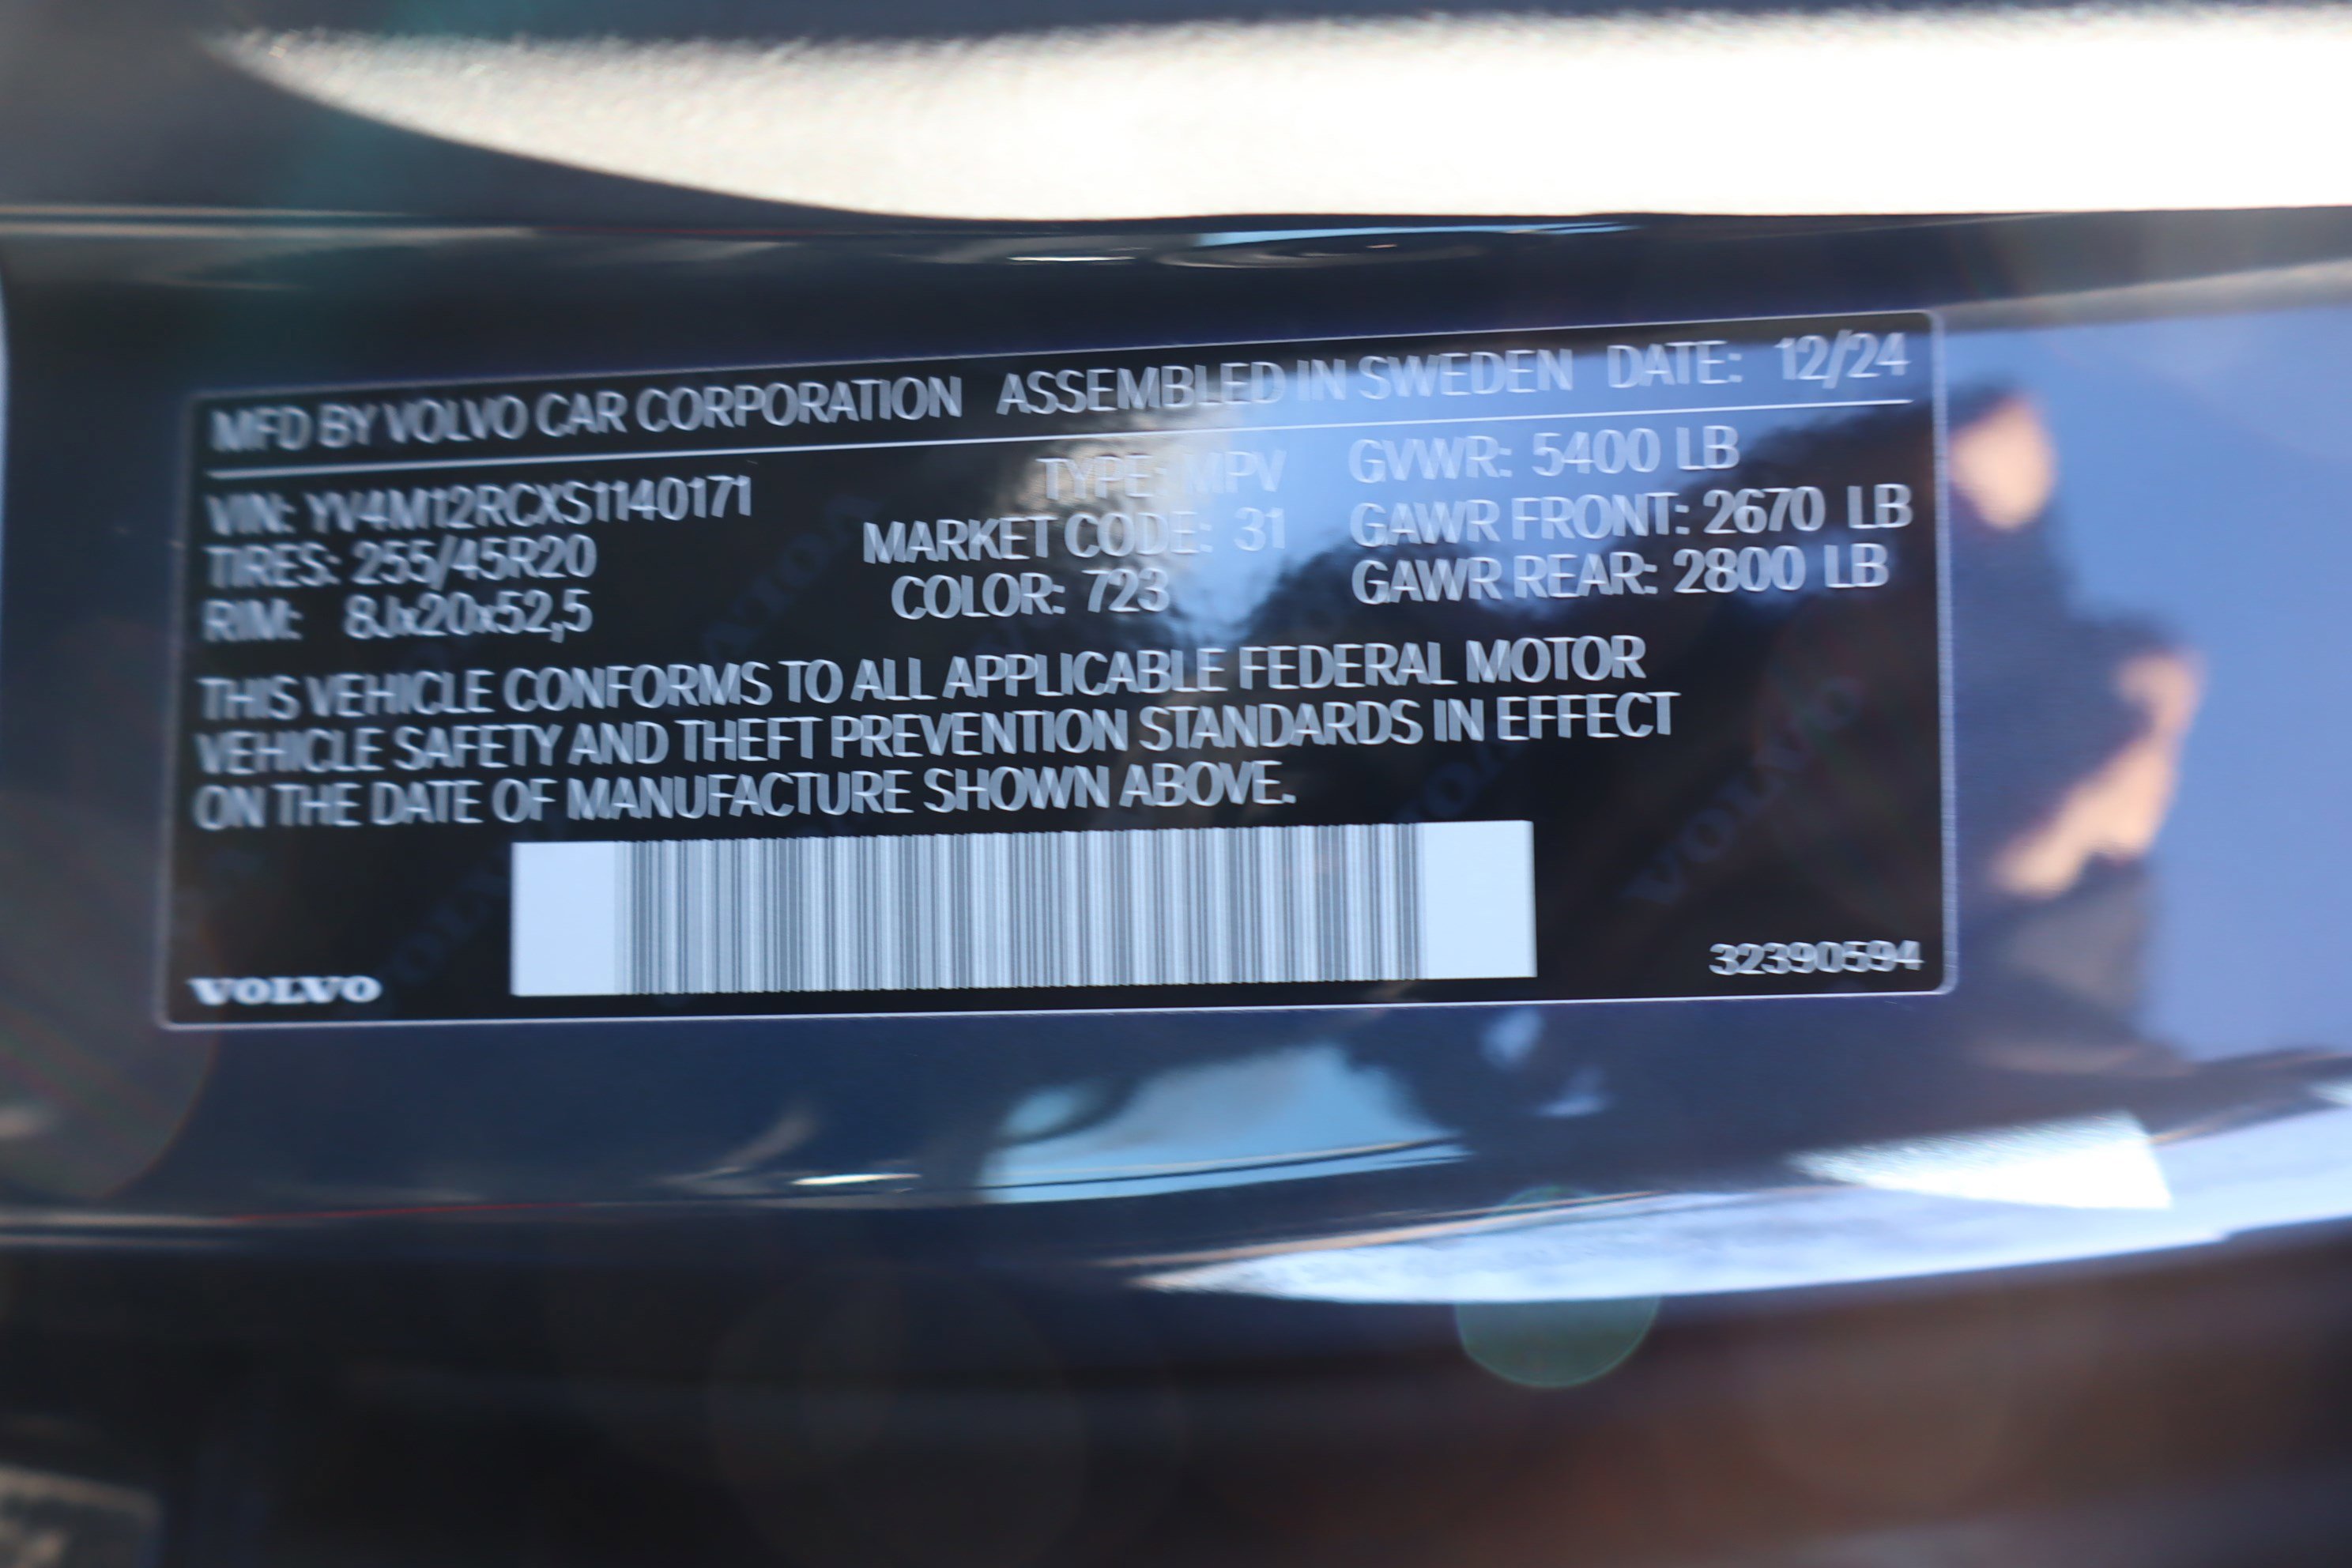 MFD BY VOLVO CAR CORPORATION ASSEMBLED IN SWEDEN DATE: 12/24
VIN: YV4M12RCXS1140171 TYPE: MPV GVWR: 5400 LB
TIRES: 255/45R20 MARKET CODE: 31 GAWR FRONT: 2670 LB
RIM: 8Jx20x52,5 COLOR: 723 GAWR REAR: 2800 LB
THIS VEHICLE CONFORMS TO ALL APPLICABLE FEDERAL MOTOR
VEHICLE SAFETY AND THEFT PREVENTION STANDARDS IN EFFECT
ON THE DATE OF MANUFACTURE SHOWN ABOVE.
VOLVO 32390594